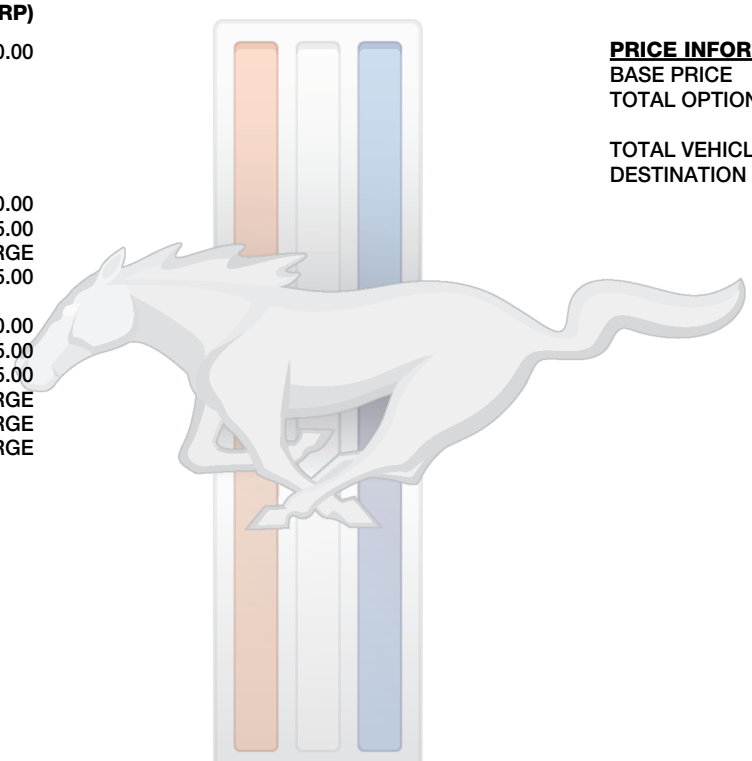 RP)
0.00
0.00
5.00
RGE
5.00
0.00
5.00
5.00
RGE
RGE
RGE
PRICE INFOR
BASE PRICE
TOTAL OPTION
TOTAL VEHICL
DESTINATION